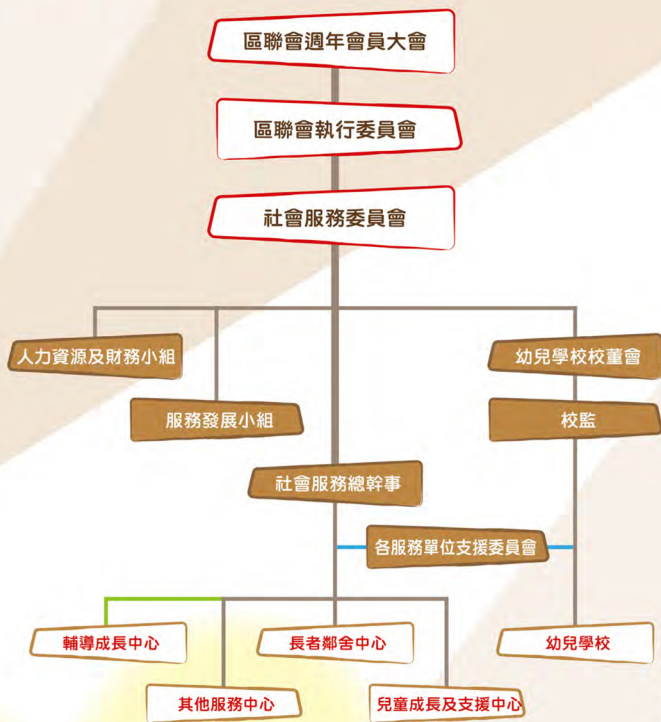 區聯會週年會員大會
區聯會執行委員會
社會服務委員會
人力資源及財務小組
幼兒學校校董會
服務發展小組
校監
社會服務總幹事
各服務單位支援委員會
輔導成長中心
長者鄰舍中心
幼兒學校
其他服務中心
兒童成長及支援中心